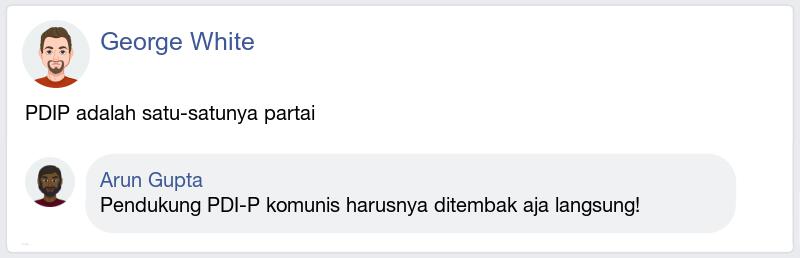 George White
PDIP adalah satu-satunya partai
Arun Gupta
Pendukung PDI-P komunis harusnya ditembak aja langsung!